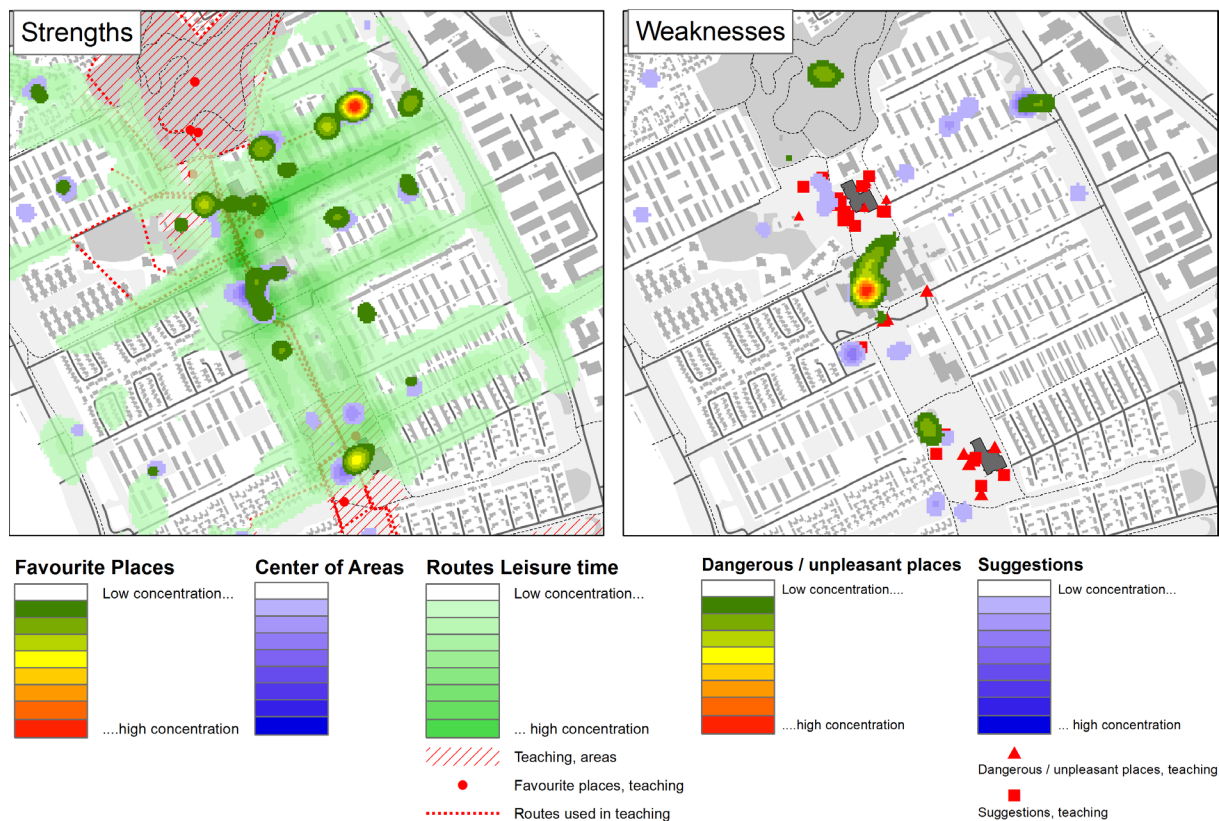 Strengths
Weaknesses
Favourite Places
Low concentration...
....high concentration
Center of Areas
Routes Leisure time
Low concentration...
... high concentration
Teaching, areas
Favourite places, teaching
Routes used in teaching
Dangerous / unpleasant places
Low concentration....
....high concentration
Dangerous / unpleasant places, teaching
Suggestions
Low concentration...
... high concentration
Suggestions, teaching